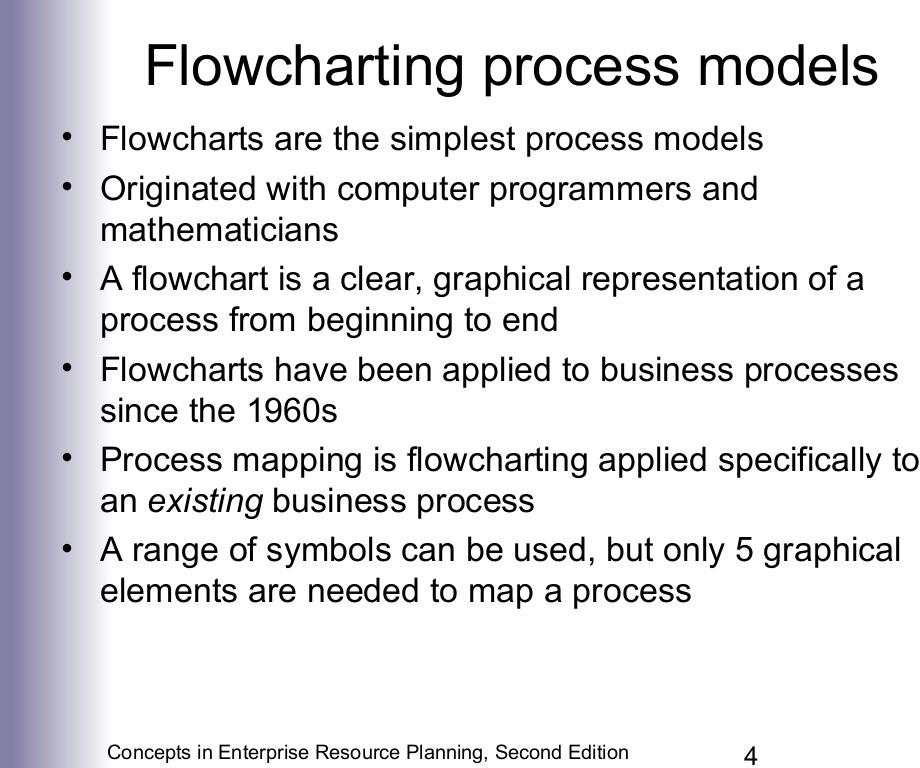 Flowcharting process models
• Flowcharts are the simplest process models
• Originated with computer programmers and
mathematicians
• A flowchart is a clear, graphical representation of a
process from beginning to end
• Flowcharts have been applied to business processes
since the 1960s
• Process mapping is flowcharting applied specifically to
an existing business process
• A range of symbols can be used, but only 5 graphical
elements are needed to map a process
Concepts in Enterprise Resource Planning, Second Edition
4